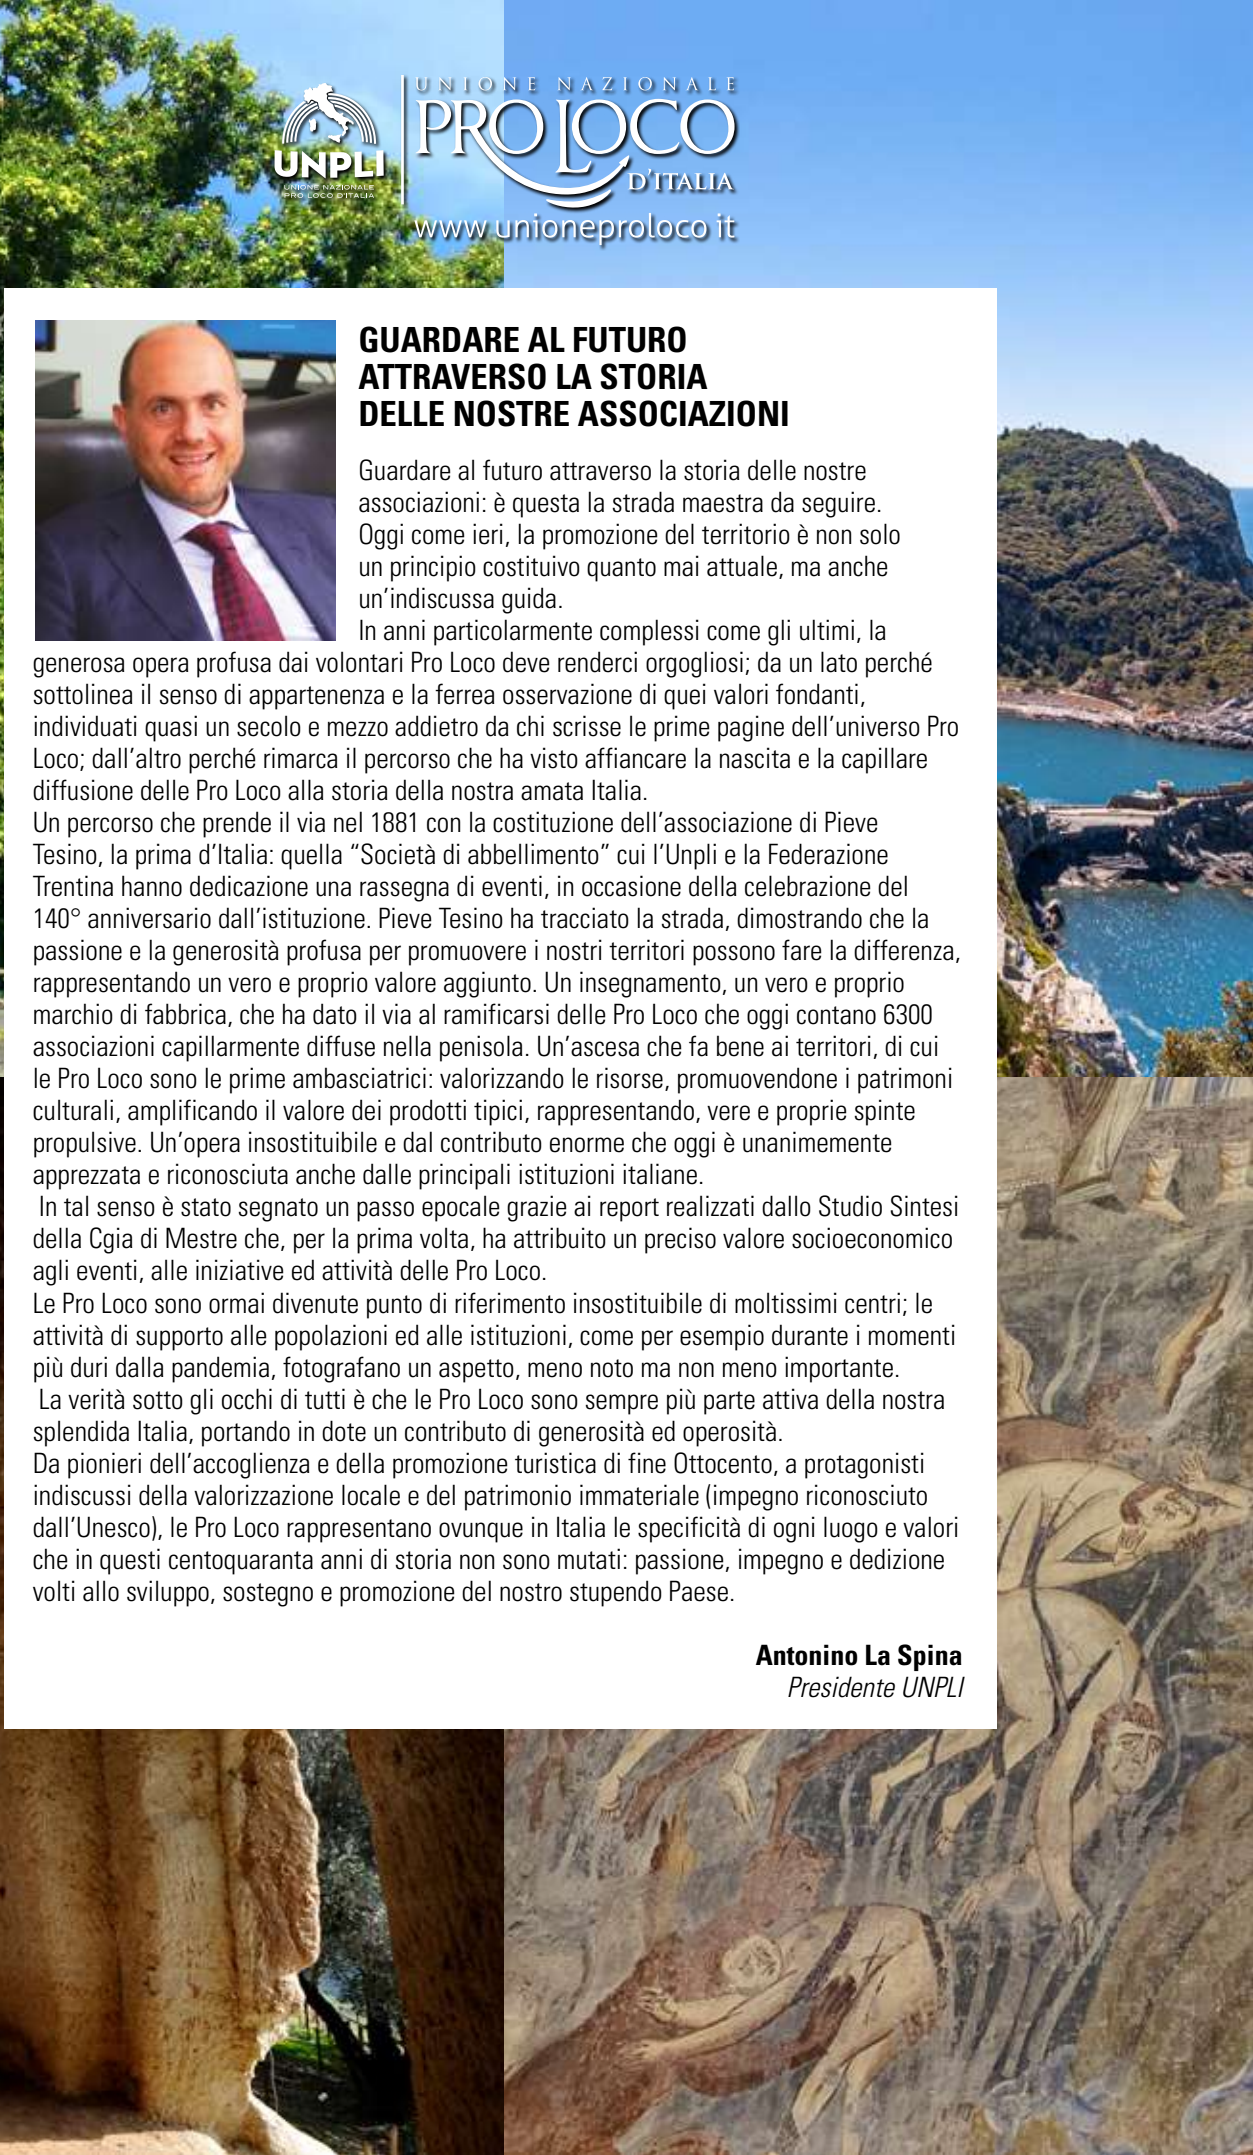 UNIONE NAZIONALE
PRO LOCO
D'ITALIA
UNPLI
UNIONE NAZIONALE
PRO LOCO D'ITALIA
www unioneproloco it
GUARDARE AL FUTURO
ATTRAVERSO LA STORIA
DELLE NOSTRE ASSOCIAZIONI
Guardare al futuro attraverso la storia delle nostre
associazioni: è questa la strada maestra da seguire.
Oggi come ieri, la promozione del territorio è non solo
un principio costituivo quanto mai attuale, ma anche
un'indiscussa guida.
In anni particolarmente complessi come gli ultimi, la
generosa opera profusa dai volontari Pro Loco deve renderci orgogliosi; da un lato perché
sottolinea il senso di appartenenza e la ferrea osservazione di quei valori fondanti,
individuati quasi un secolo e mezzo addietro da chi scrisse le prime pagine dell'universo Pro
Loco; dall'altro perché rimarca il percorso che ha visto affiancare la nascita e la capillare
diffusione delle Pro Loco alla storia della nostra amata Italia.
Un percorso che prende il via nel 1881 con la costituzione dell'associazione di Pieve
Tesino, la prima d'Italia: quella “Società di abbellimento” cui l'Unpli e la Federazione
Trentina hanno dedicazione una rassegna di eventi, in occasione della celebrazione del
140° anniversario dall'istituzione. Pieve Tesino ha tracciato la strada, dimostrando che la
passione e la generosità profusa per promuovere i nostri territori possono fare la differenza,
rappresentando un vero e proprio valore aggiunto. Un insegnamento, un vero e proprio
marchio di fabbrica, che ha dato il via al ramificarsi delle Pro Loco che oggi contano 6300
associazioni capillarmente diffuse nella penisola. Un'ascesa che fa bene ai territori, di cui
le Pro Loco sono le prime ambasciatrici: valorizzando le risorse, promuovendone i patrimoni
culturali, amplificando il valore dei prodotti tipici, rappresentando, vere e proprie spinte
propulsive. Un'opera insostituibile e dal contributo enorme che oggi è unanimemente
apprezzata e riconosciuta anche dalle principali istituzioni italiane.
In tal senso è stato segnato un passo epocale grazie ai report realizzati dallo Studio Sintesi
della Cgia di Mestre che, per la prima volta, ha attribuito un preciso valore socioeconomico
agli eventi, alle iniziative ed attività delle Pro Loco.
Le Pro Loco sono ormai divenute punto di riferimento insostituibile di moltissimi centri; le
attività di supporto alle popolazioni ed alle istituzioni, come per esempio durante i momenti
più duri dalla pandemia, fotografano un aspetto, meno noto ma non meno importante.
La verità sotto gli occhi di tutti è che le Pro Loco sono sempre più parte attiva della nostra
splendida Italia, portando in dote un contributo di generosità ed operosità.
Da pionieri dell'accoglienza e della promozione turistica di fine Ottocento, a protagonisti
indiscussi della valorizzazione locale e del patrimonio immateriale (impegno riconosciuto
dall'Unesco), le Pro Loco rappresentano ovunque in Italia le specificità di ogni luogo e valori
che in questi centoquaranta anni di storia non sono mutati: passione, impegno e dedizione
volti allo sviluppo, sostegno e promozione del nostro stupendo Paese.
Antonino La Spina
Presidente UNPLI